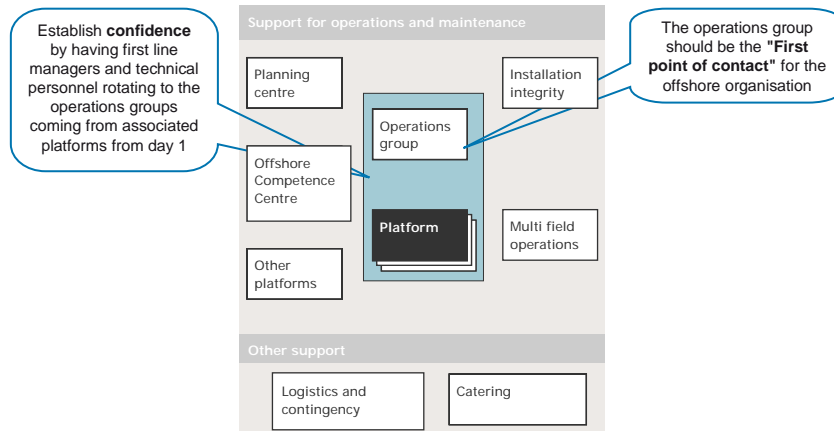 Support for operations and maintenance
Establish confidence
by having first line
managers and technical
personnel rotating to the
operations groups
coming from associated
platforms from day 1
The operations group
should be the "First
point of contact" for the
offshore organisation
Planning
centre
Installation
integrity
Operations
group
Offshore
Competence
Centre
Platform
Multi field
operations
Other
platforms
Other support
Logistics and
contingency
Catering